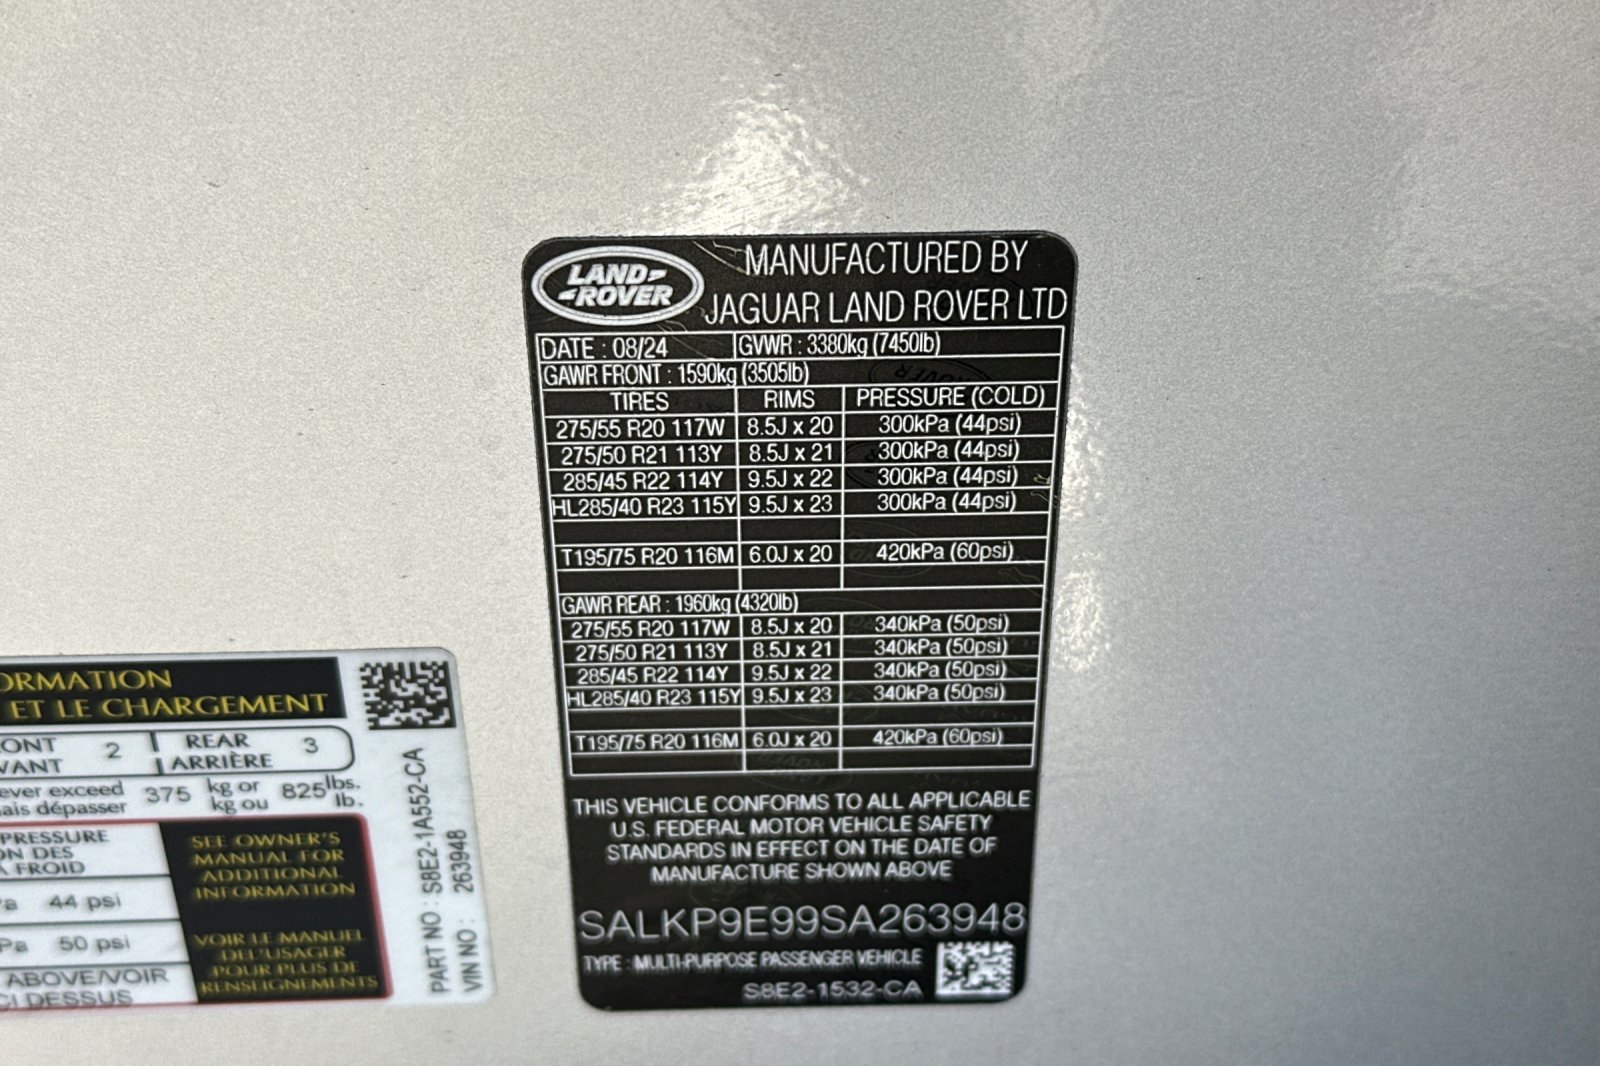 LAND-
-ROVER
MANUFACTURED BY
JAGUAR LAND ROVER LTD
DATE : 08/24 GVWR : 3380kg (7450lb)
GAWR FRONT : 1590kg (3505lb)
TIRES RIMS PRESSURE (COLD)
275/55 R20 117W 8.5J x 20 300kPa (44psi)
275/50 R21 113Y 8.5J x 21 300kPa (44psi)
285/45 R22 114Y 9.5J x 22 300kPa (44psi)
HL285/40 R23 115Y 9.5J x 23 300kPa (44psi)
T195/75 R20 116M 6.0J x 20 420kPa (60psi)
GAWR REAR : 1960kg (4320lb)
275/55 R20 117W 8.5J x 20 340kPa (50psi)
275/50 R21 113Y 8.5J x 21 340kPa (50psi)
285/45 R22 114Y 9.5J x 22 340kPa (50psi)
HL285/40 R23 115Y 9.5J x 23 340kPa (50psi)
T195/75 R20 116M 6.0J x 20 420kPa (60psi)
THIS VEHICLE CONFORMS TO ALL APPLICABLE
U.S. FEDERAL MOTOR VEHICLE SAFETY
STANDARDS IN EFFECT ON THE DATE OF
MANUFACTURE SHOWN ABOVE
SALKP9E99SA263948
TYPE : MULTI-PURPOSE PASSENGER VEHICLE
S8E2-1532-CA
ORMATION
ET LE CHARGEMENT
ONT 2 REAR 3
VANT ARRIÈRE
ever exceed 375 kg or 825 lbs.
ais dépasser kg ou lb.
PRESSURE
ON DES
À FROID
a 44 psi
Pa 50 psi
ABOVE/VOIR
CI DESSUS
SEE OWNER'S
MANUAL FOR
ADDITIONAL
INFORMATION
VOIR LE MANUEL
DE L'USAGER
POUR PLUS DE
RENSEIGNEMENTS
PART NO : S8E2-1A552-CA
VIN NO : 263948